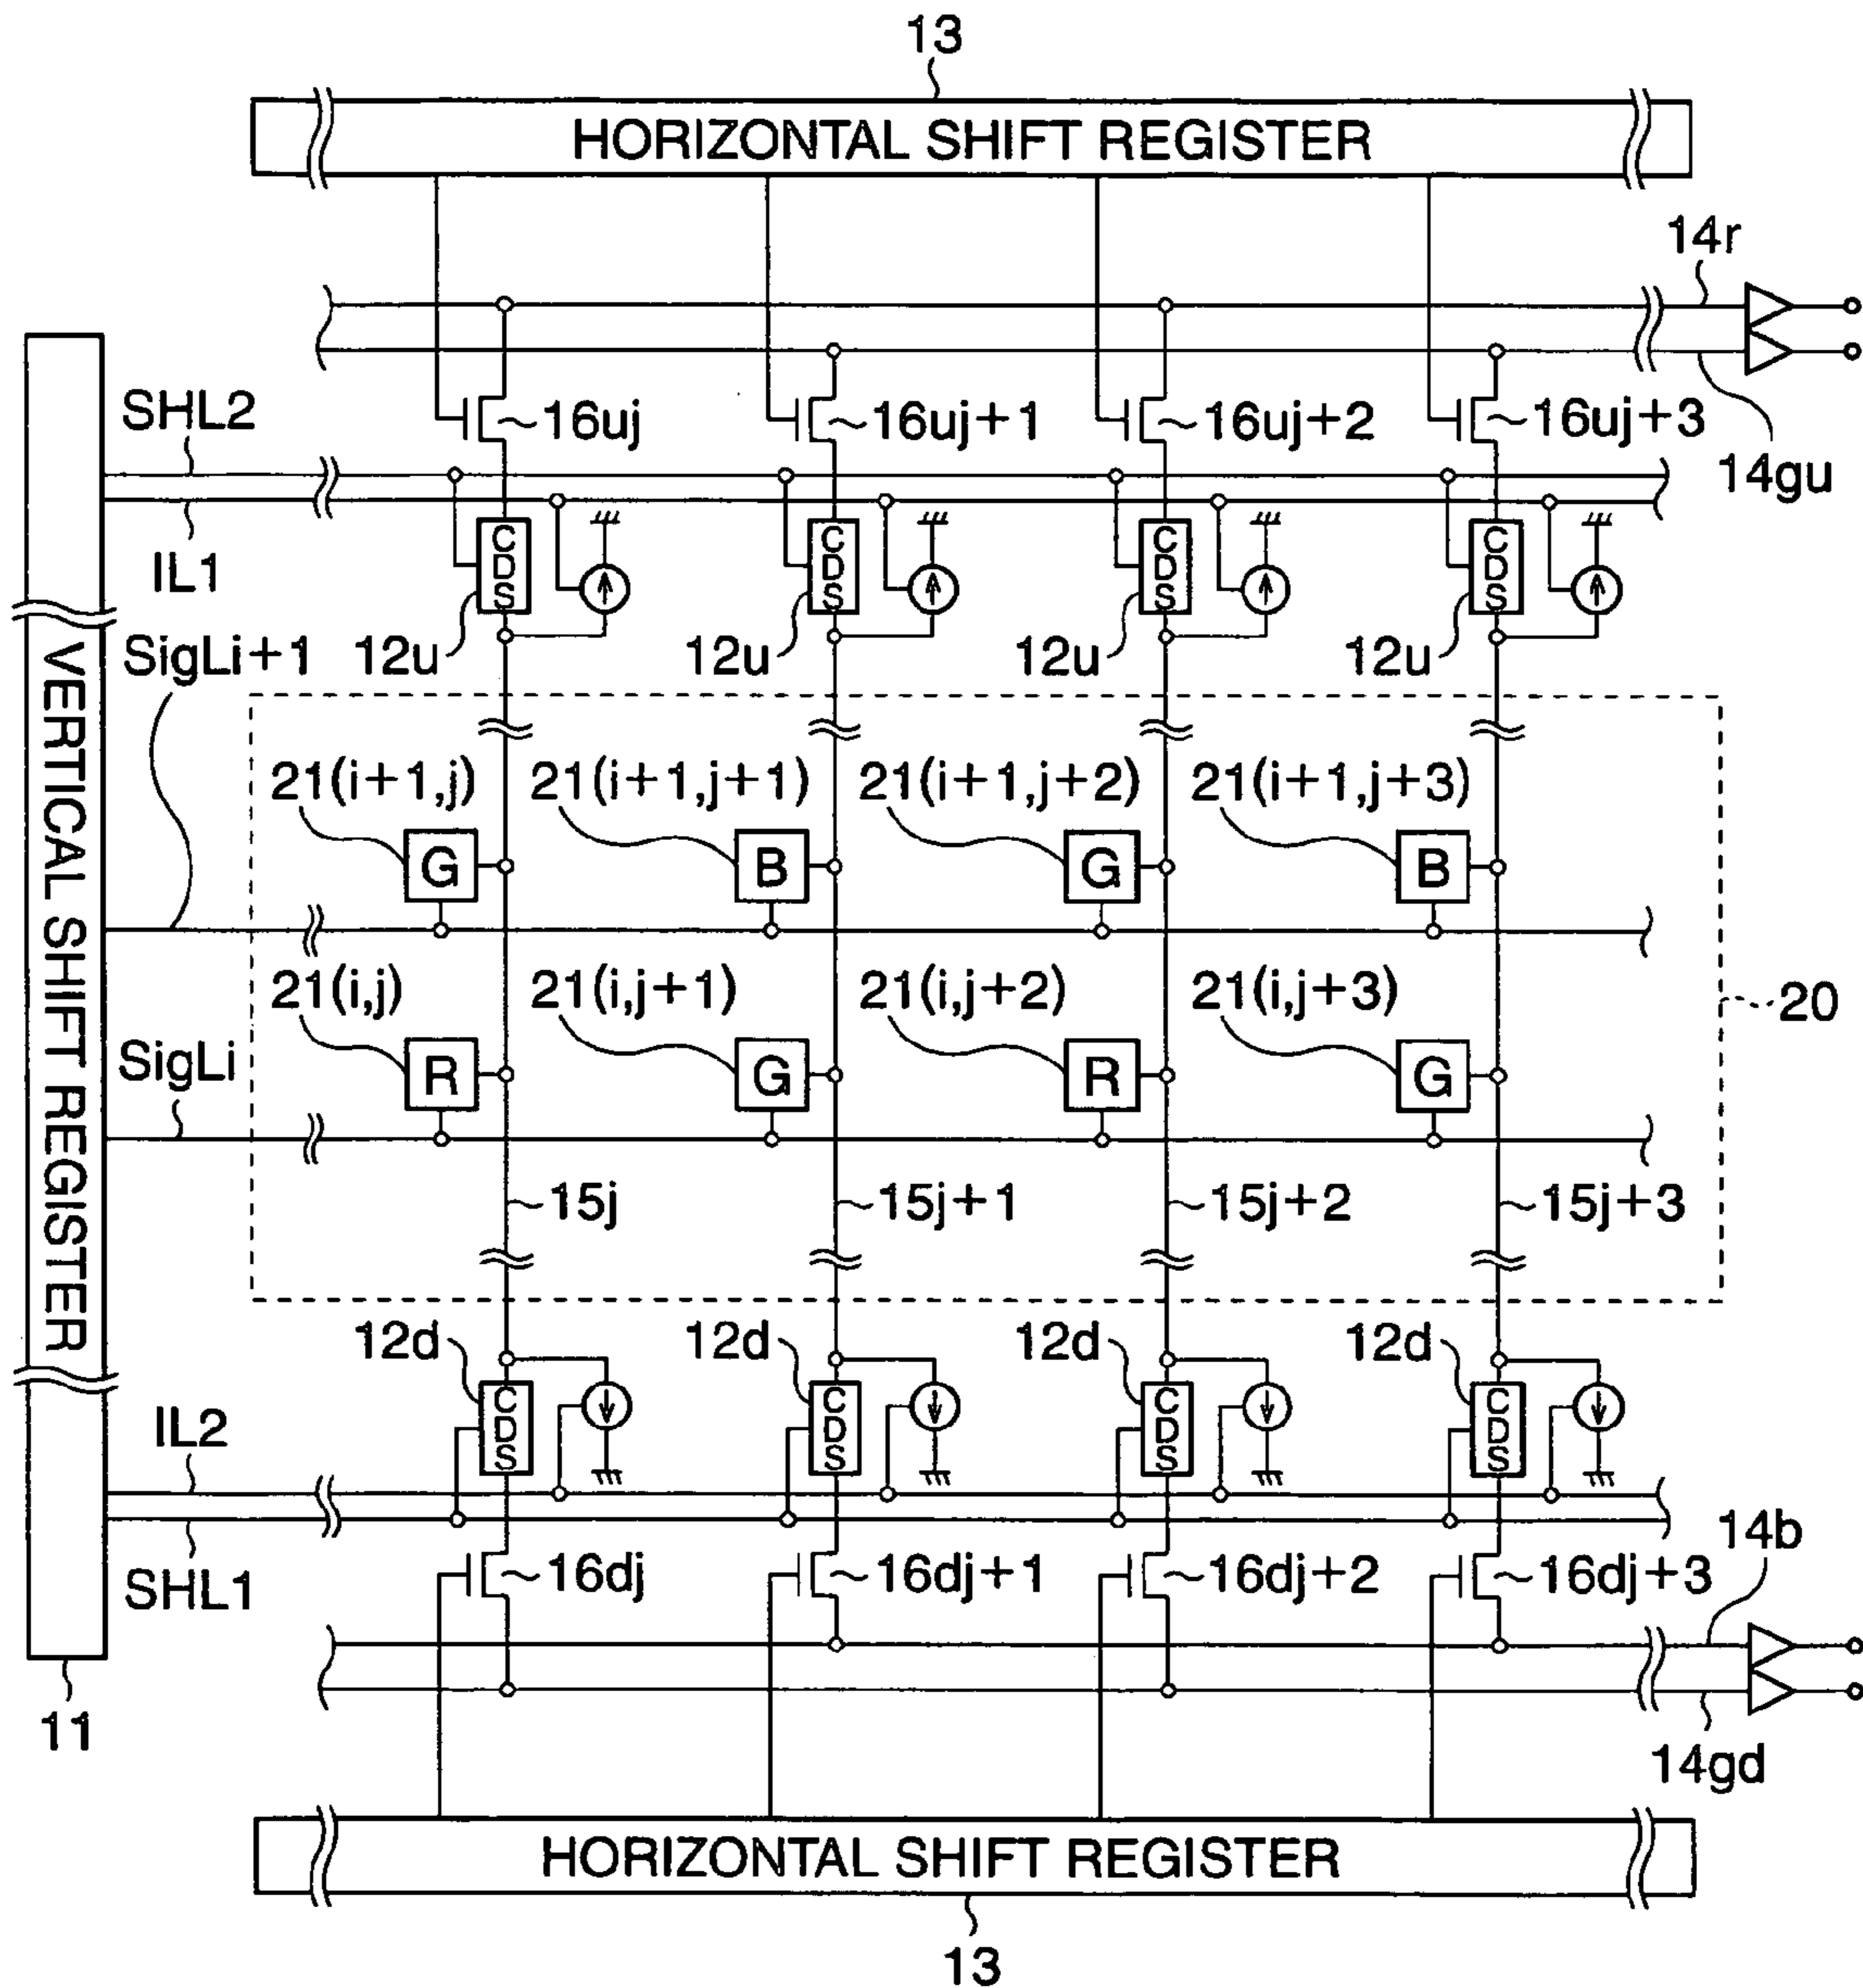 13
HORIZONTAL SHIFT REGISTER
14r
SHL2
16uj
16uj+1
16uj+2
16uj+3
14gu
IL1
CDS
CDS
CDS
CDS
SigLi+1
12u
12u
12u
12u
VERTICAL SHIFT REGISTER
21(i+1,j)
21(i+1,j+1)
21(i+1,j+2)
21(i+1,j+3)
G
B
G
B
21(i,j)
21(i,j+1)
21(i,j+2)
21(i,j+3)
20
SigLi
R
G
R
G
15j
15j+1
15j+2
15j+3
12d
12d
12d
12d
CDS
CDS
CDS
CDS
IL2
SHL1
16dj
16dj+1
16dj+2
16dj+3
14b
11
14gd
HORIZONTAL SHIFT REGISTER
13